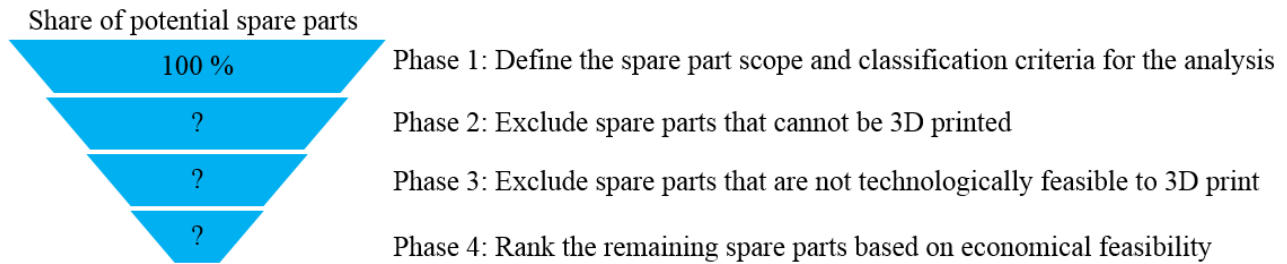 Share of potential spare parts
100 %
Phase 1: Define the spare part scope and classification criteria for the analysis
?
Phase 2: Exclude spare parts that cannot be 3D printed
?
Phase 3: Exclude spare parts that are not technologically feasible to 3D print
?
Phase 4: Rank the remaining spare parts based on economical feasibility